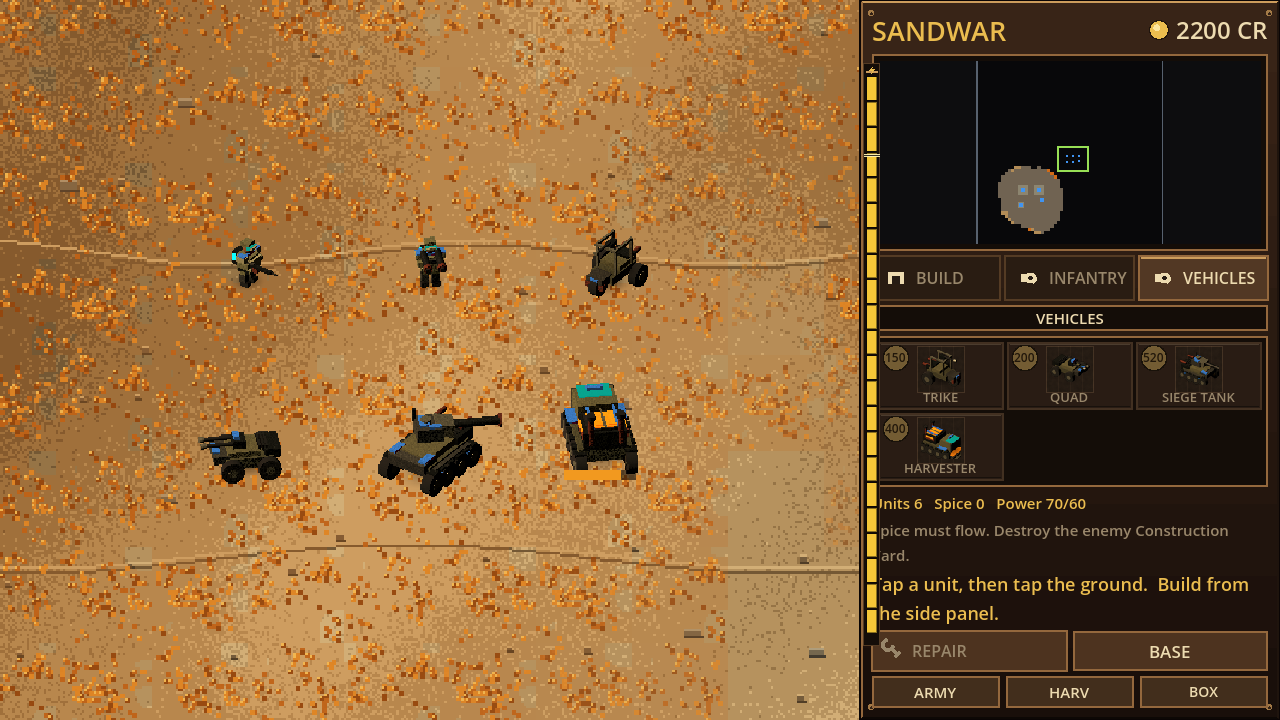 SANDWAR
2200 CR
BUILD
INFANTRY
VEHICLES
VEHICLES
150
TRIKE
200
QUAD
520
SIEGE TANK
400
HARVESTER
nits 6 Spice 0 Power 70/60
pice must flow. Destroy the enemy Construction
ard.
ap a unit, then tap the ground. Build from
he side panel.
REPAIR
BASE
ARMY
HARV
BOX